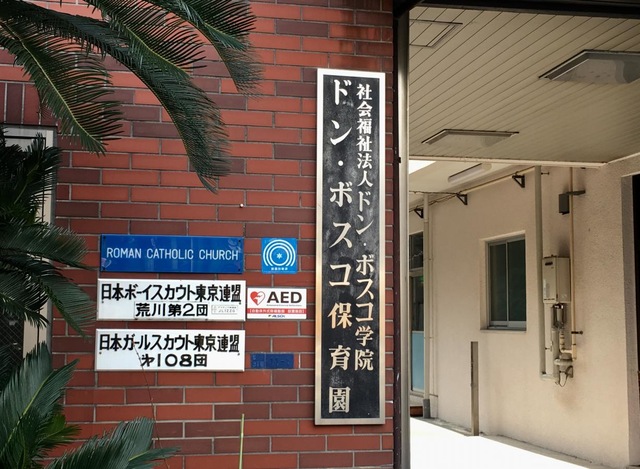 社会福祉法人ドン ボスコ学院
ドン・ボスコ保育園
ROMAN CATHOLIC CHURCH
日本ボーイスカウト東京連盟
荒川第2団
AED
日本ガールスカウト東京連盟
㐧108団